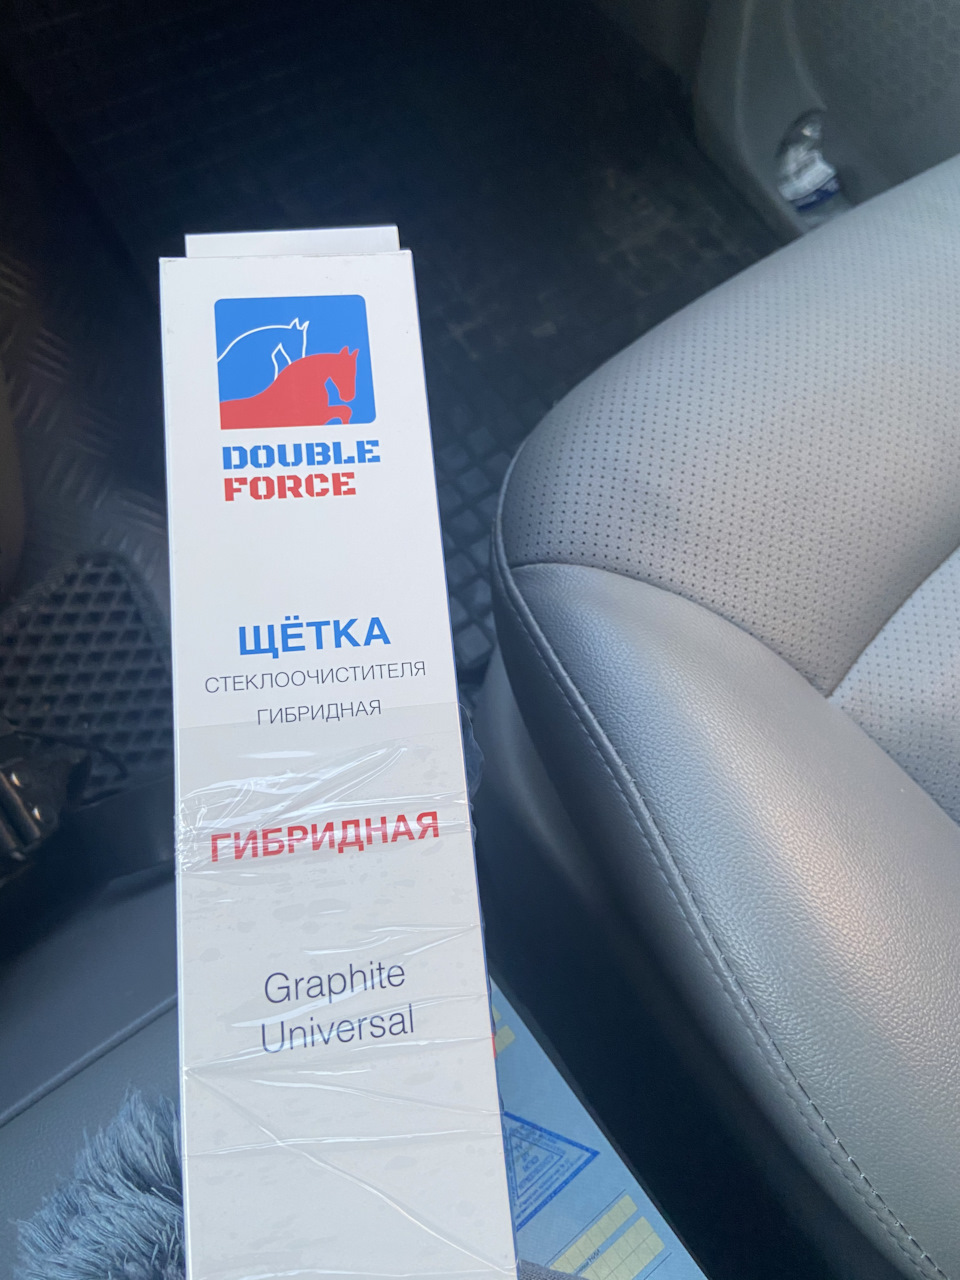 DOUBLE
FORCE
ЩЁТКА
СТЕКЛООЧИСТИТЕЛЯ
ГИБРИДНАЯ
ГИБРИДНАЯ
Graphite
Universal